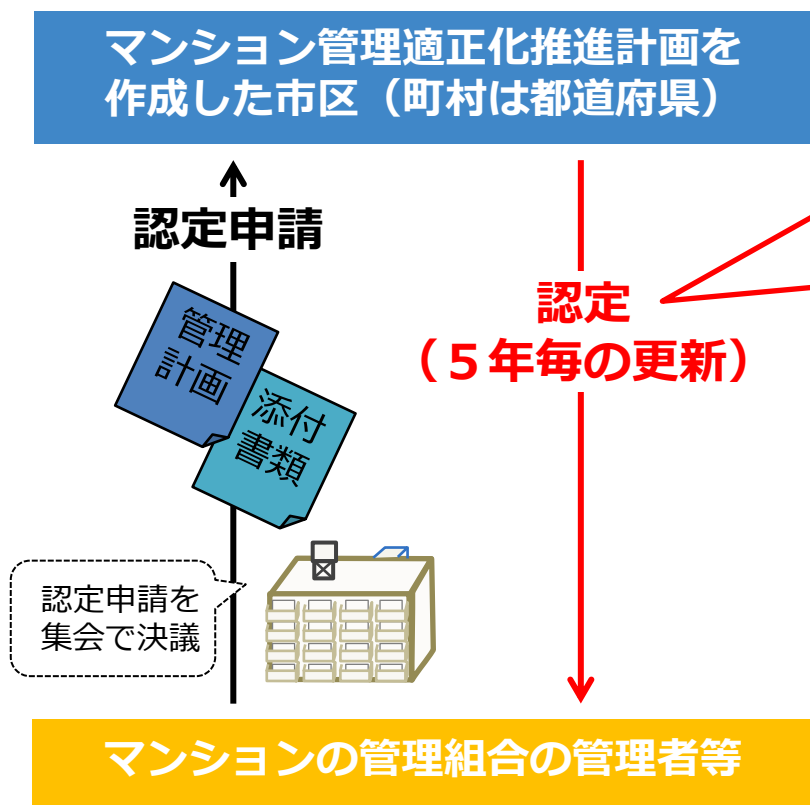 マンション管理適正化推進計画を
作成した市区（町村は都道府県）
認定申請
管理
計画
添付
書類
認定
（５年毎の更新）
認定申請を
集会で決議
マンションの管理組合の管理者等